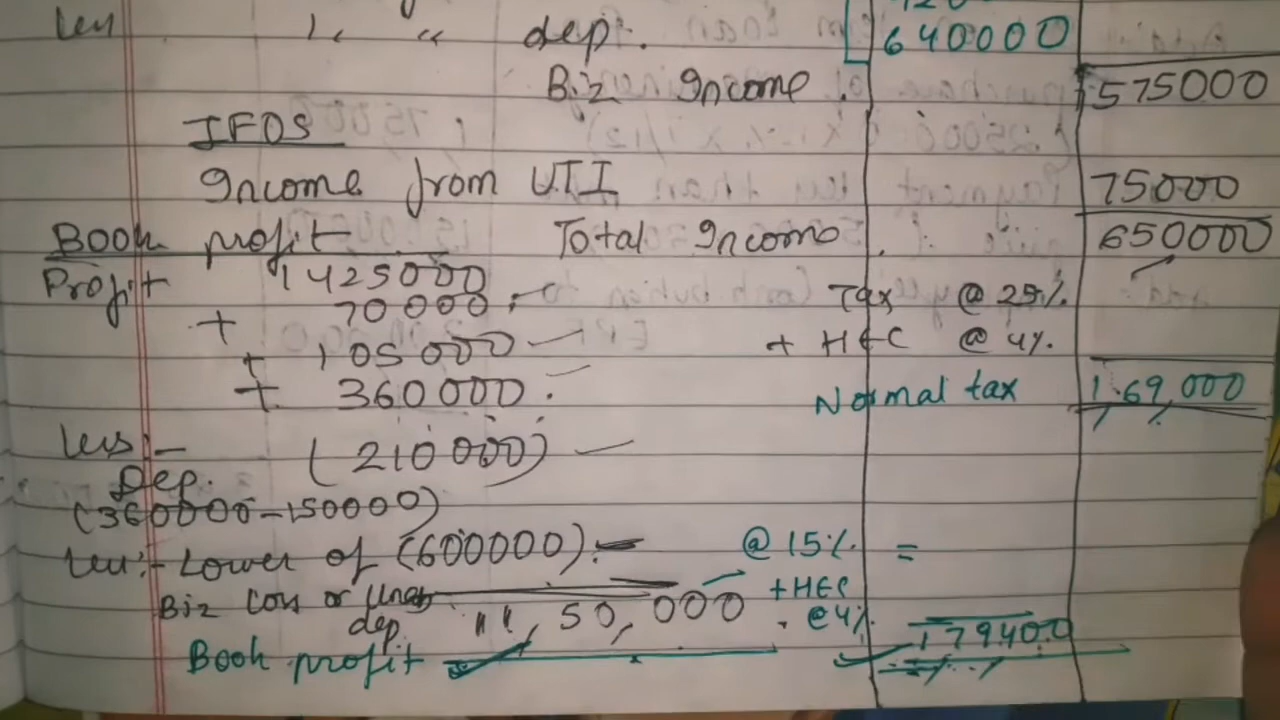 Less " " dep. 640000
Biz Income. 575000
IFOS
Income from UTI 75000
Total Income. 650000
Book profit
Profit 1425000
+ 70000
+ 105000
+ 360000.
Tax @ 25%.
+ H&EC @ 4%.
Normal tax 1,69,000
Less:- (210000)
Dep.
(360000-150000)
Less:- Lower of (600000)
Biz Loss or Unab. dep.
11,50,000
@ 15% =
+HEC @4% 179400
Book profit